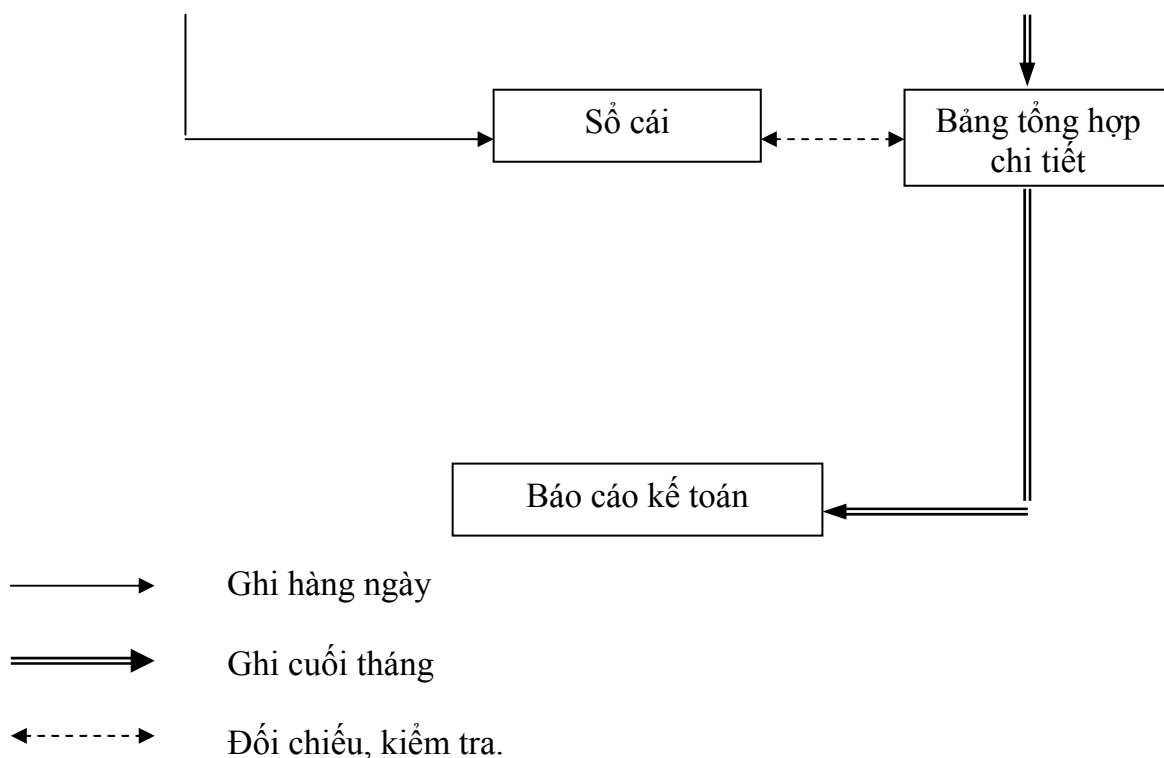 Sổ cái
Bảng tổng hợp
chi tiết
Báo cáo kế toán
Ghi hàng ngày
Ghi cuối tháng
Đối chiếu, kiểm tra.